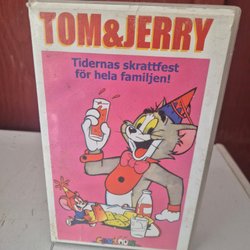 TOM&JERRY
Tidernas skrattfest
för hela familjen!